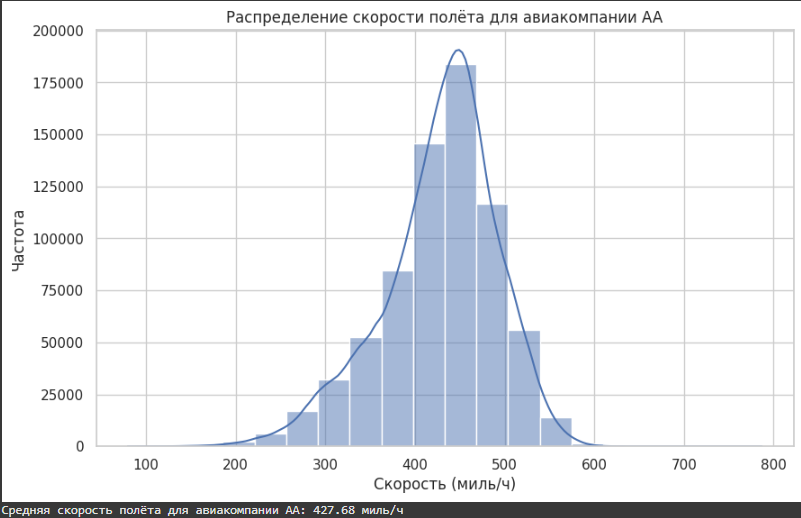 Распределение скорости полёта для авиакомпании AA
200000
175000
150000
125000
100000
75000
50000
25000
0
Частота
100 200 300 400 500 600 700 800
Скорость (миль/ч)
Средняя скорость полёта для авиакомпании AA: 427.68 миль/ч